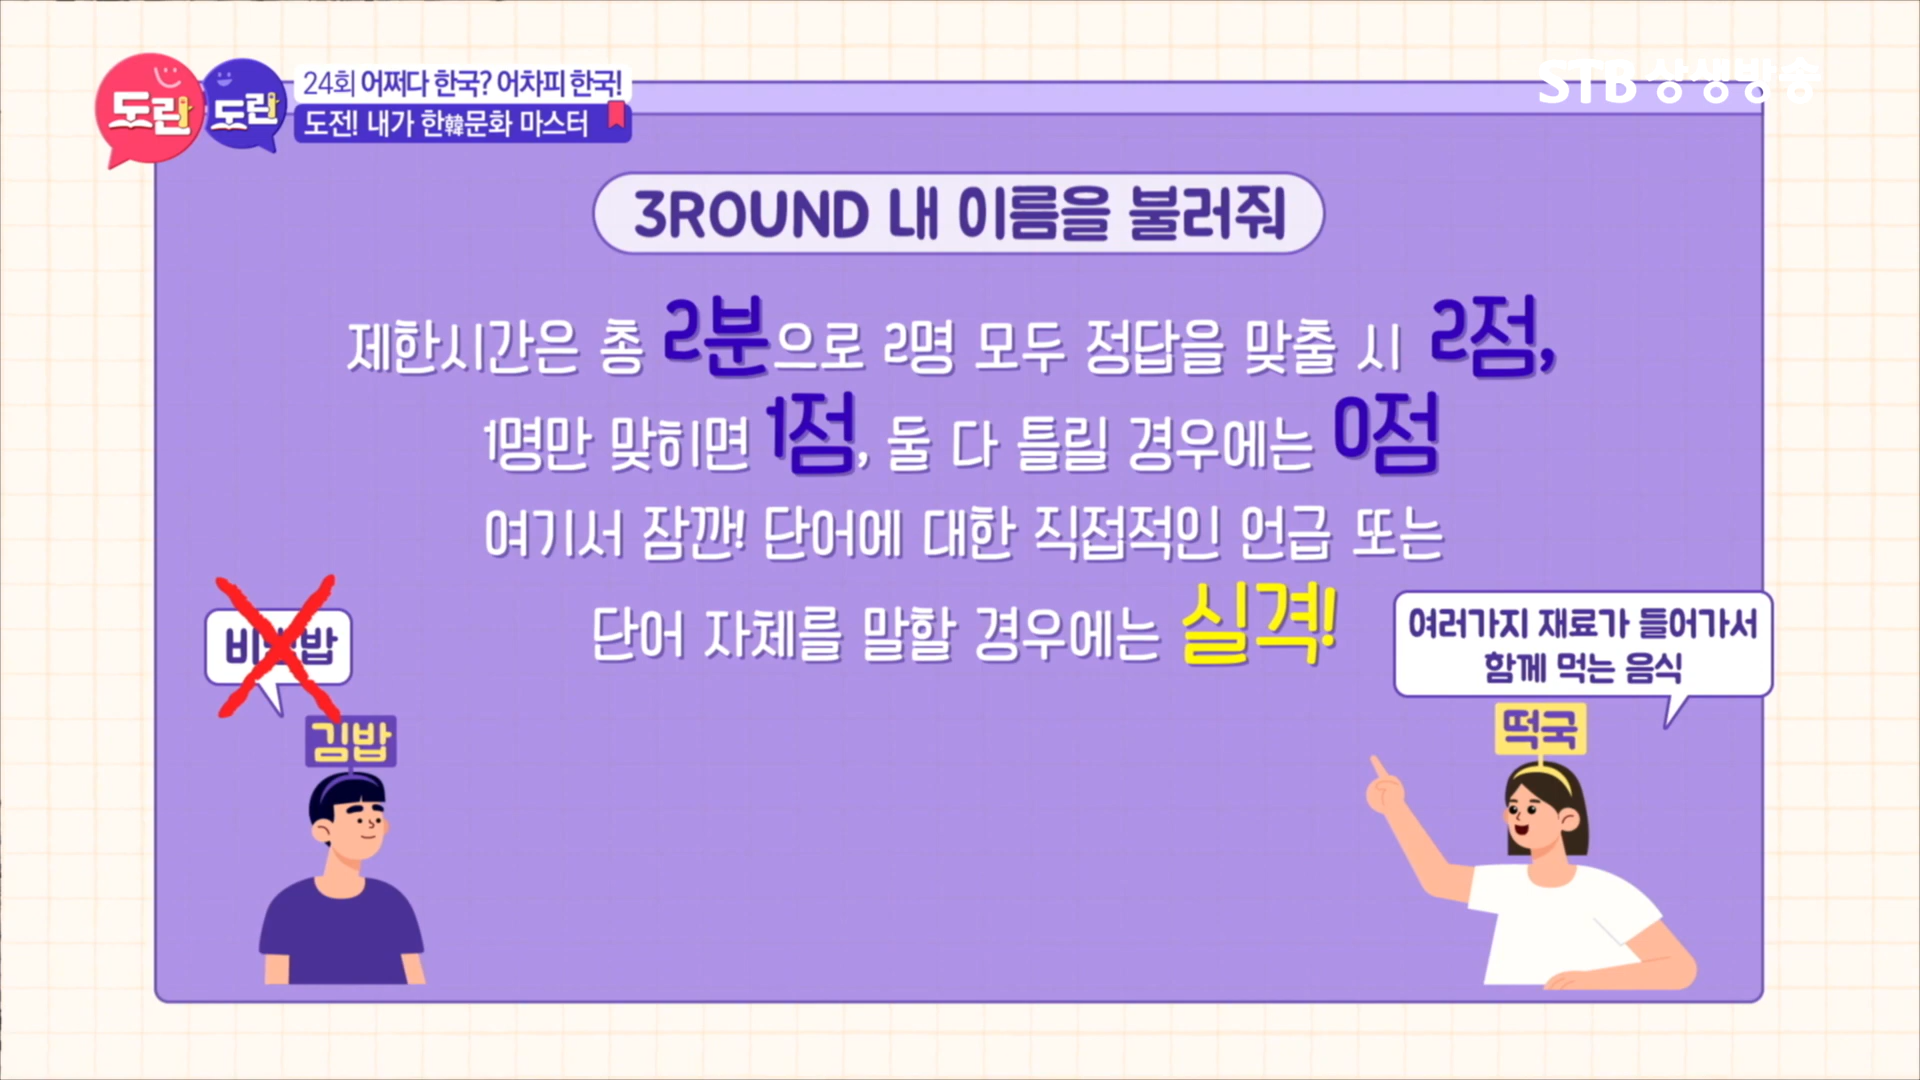 도란 도란
24회 어쩌다 한국? 어차피 한국!
도전! 내가 한韓문화 마스터
STB 상생방송
3ROUND 내 이름을 불러줘
제한시간은 총 2분으로 2명 모두 정답을 맞출 시 2점,
1명만 맞히면 1점, 둘 다 틀릴 경우에는 0점
여기서 잠깐! 단어에 대한 직접적인 언급 또는
단어 자체를 말할 경우에는 실격!
김밥
여러가지 재료가 들어가서
함께 먹는 음식
떡국